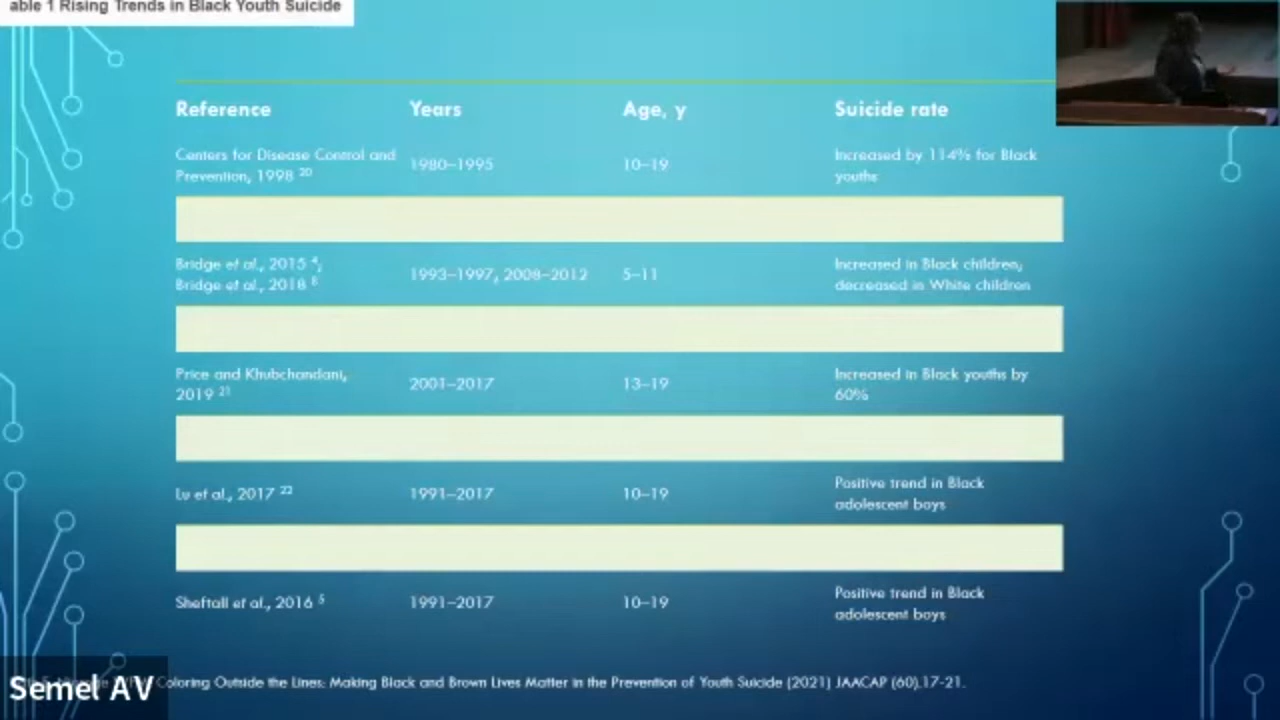 able 1 Rising Trends in Black Youth Suicide
Reference Years Age, y Suicide rate
Centers for Disease Control and
Prevention, 1998 20
1980–1995 10–19
Increased by 114% for Black
youths
Bridge et al., 2015 4;
Bridge et al., 2018
1993–1997, 2008–2012 5–11
Increased in Black children;
decreased in White children
Price and Khubchandani,
2019 21
2001–2017 13–19
Increased in Black youths by
60%
Lu et al., 2017 22
1991–2017 10–19
Positive trend in Black
adolescent boys
Sheftall et al., 2016 5
1991–2017 10–19
Positive trend in Black
adolescent boys
Coloring Outside the Lines: Making Black and Brown Lives Matter in the Prevention of Youth Suicide (2021) JAACAP (60),17-21.
Semel AV